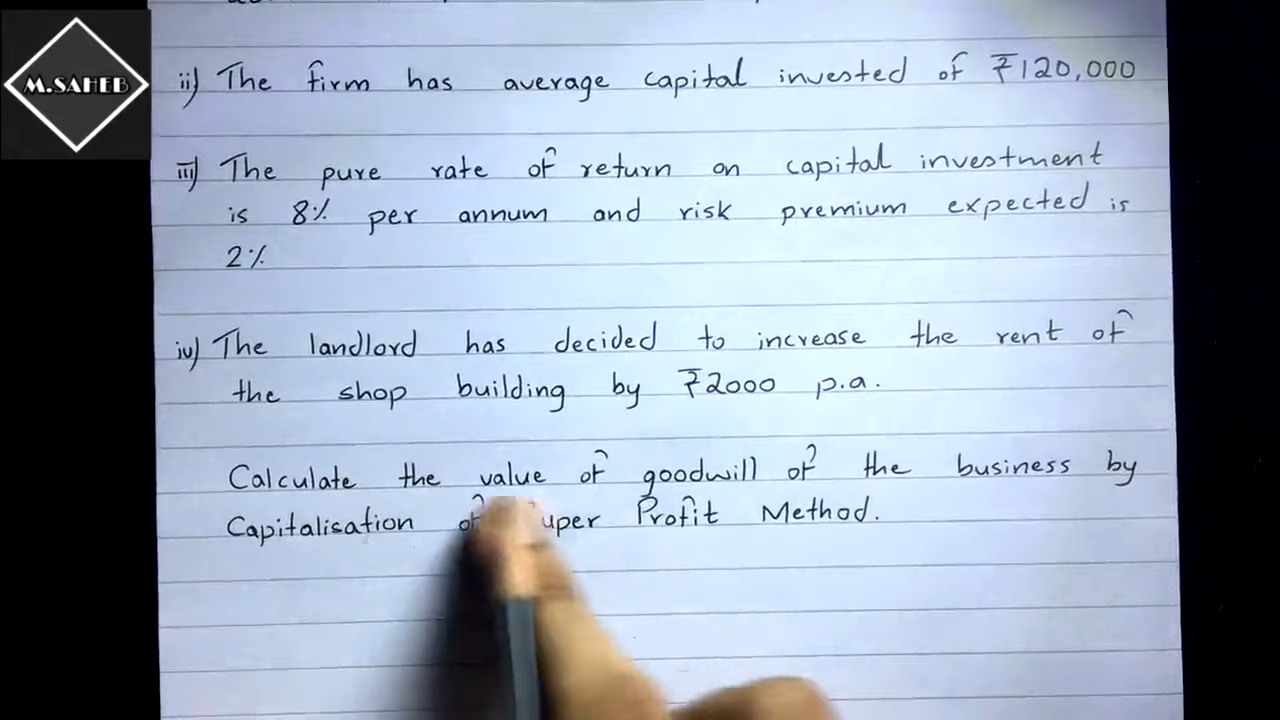 M.SAHEB
ii) The firm has average capital invested of ₹120,000
iii) The pure rate of return on capital investment
is 8% per annum and risk premium expected is
2%
iv) The landlord has decided to increase the rent of
the shop building by ₹2000 p.a.
Calculate the value of goodwill of the business by
Capitalisation of Super Profit Method.